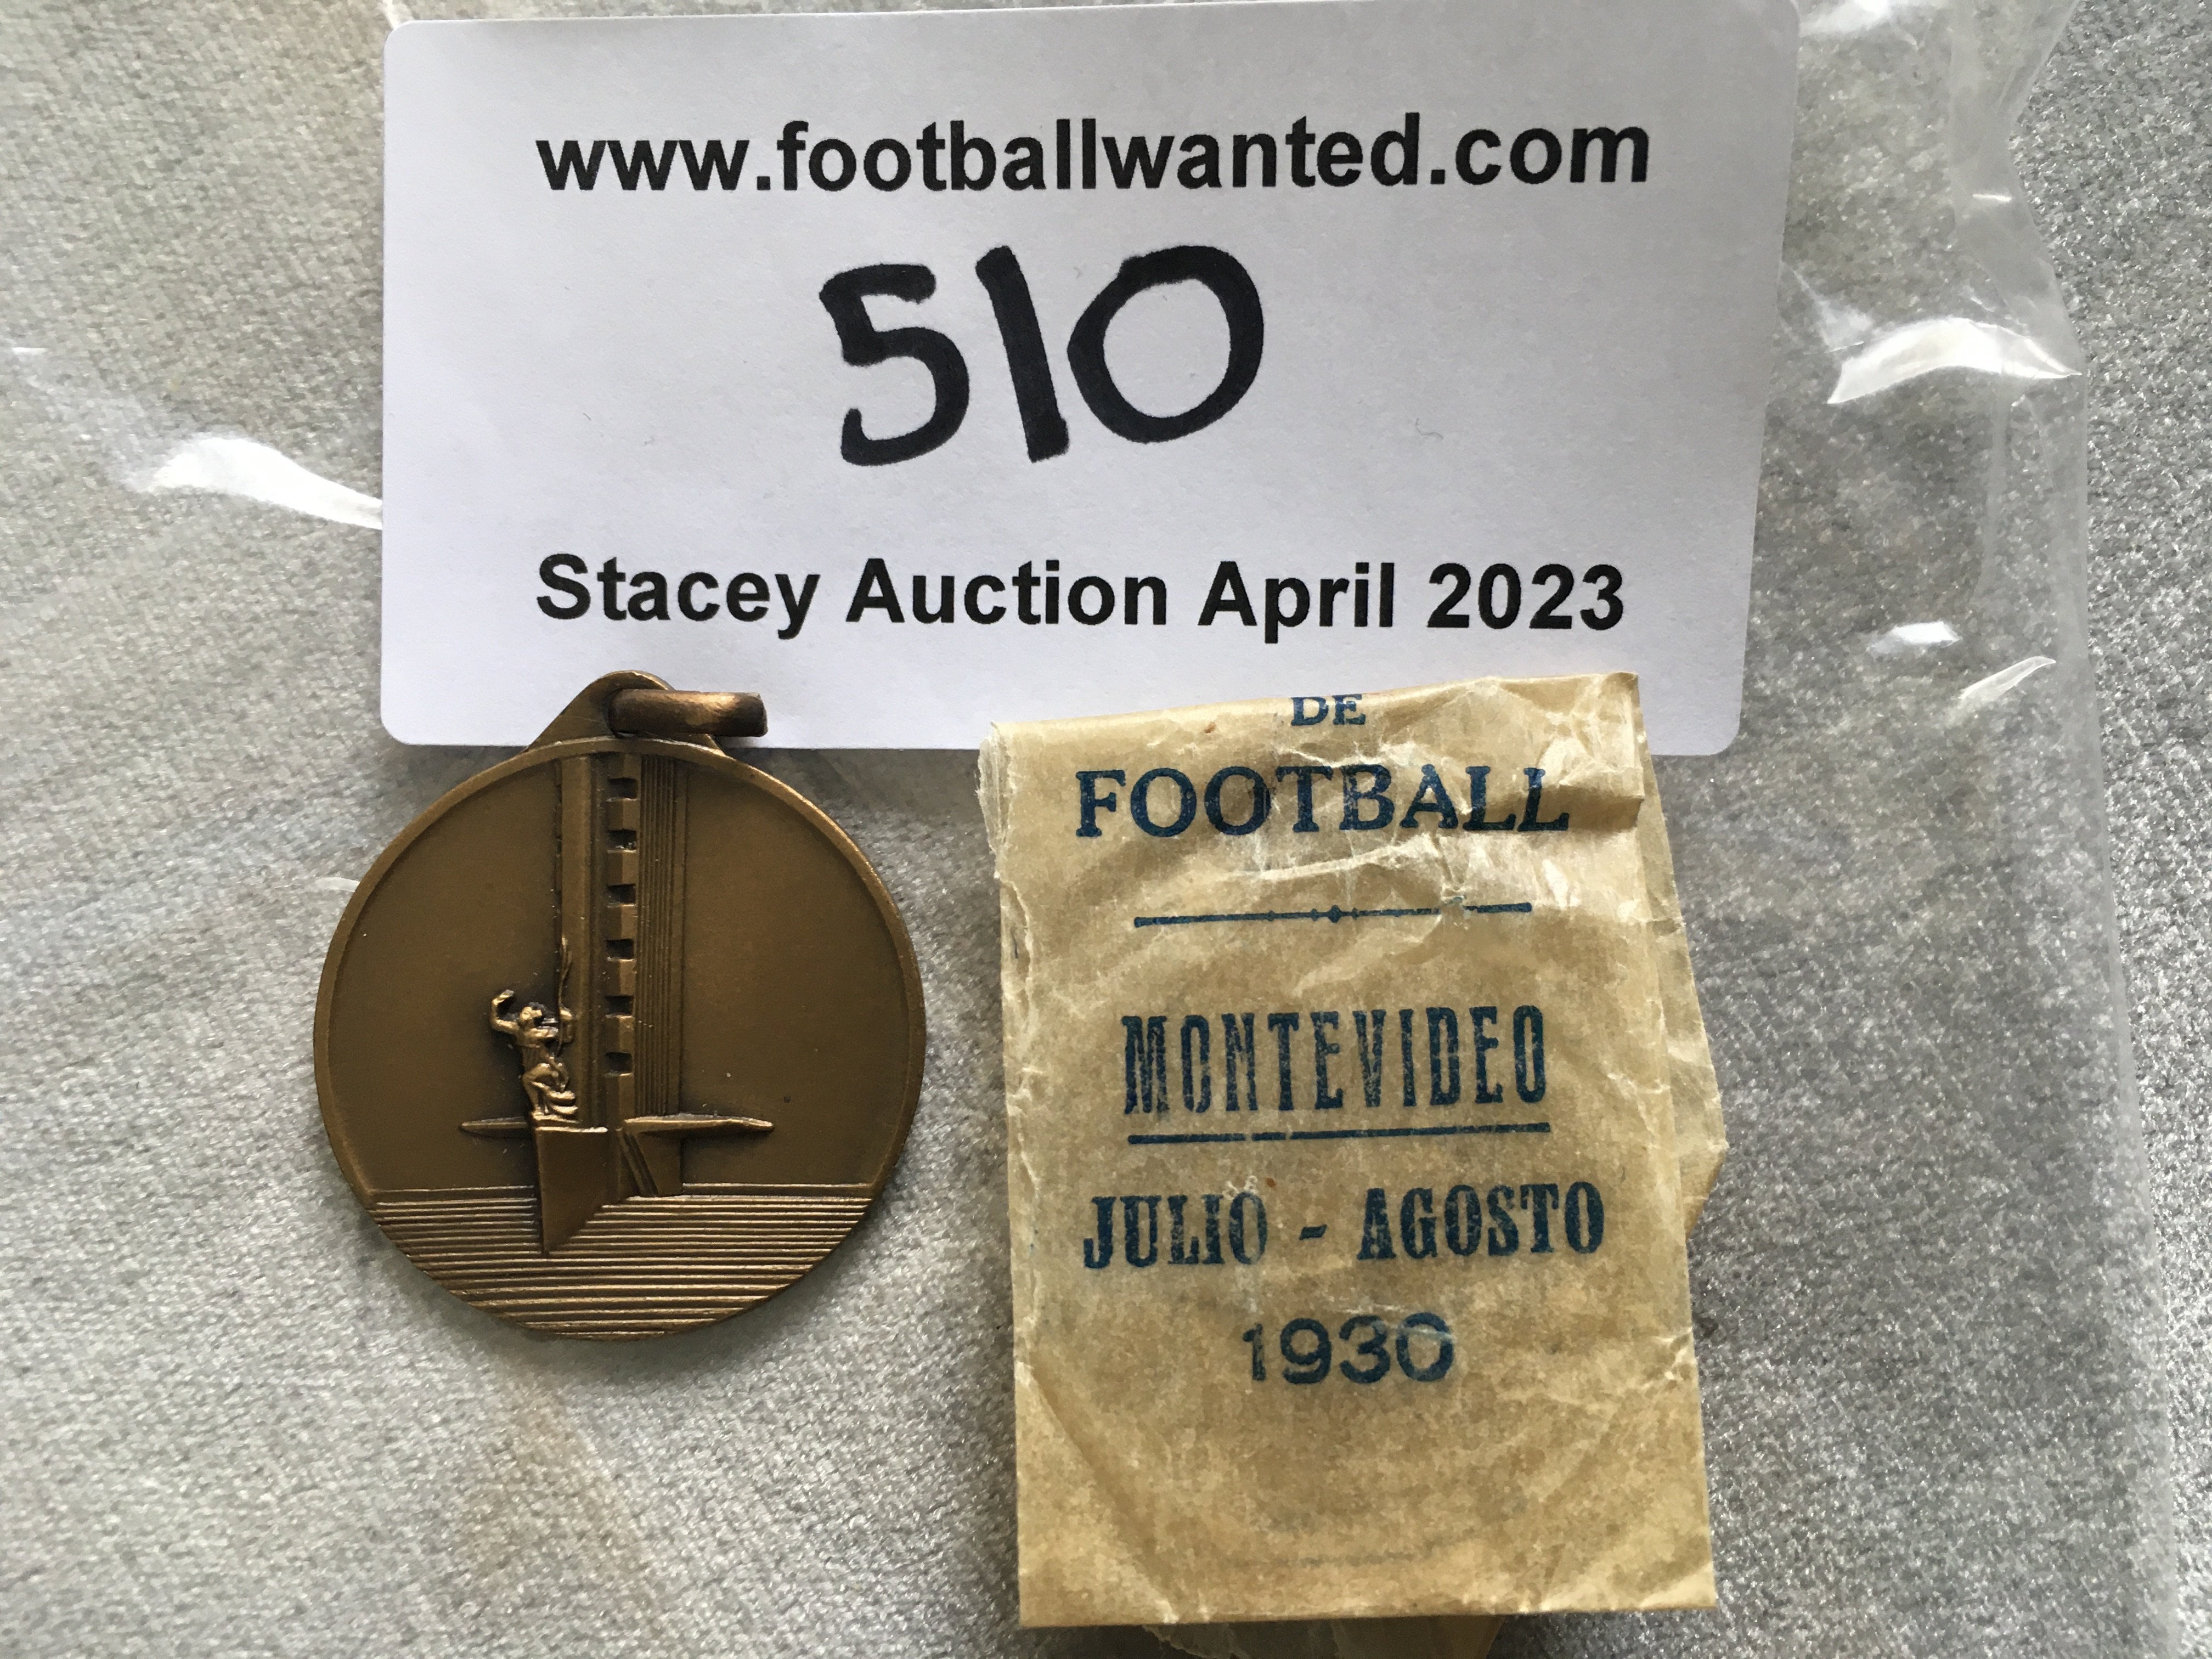 www.footballwanted.com
510
Stacey Auction April 2023
DE
FOOTBALL
MONTEVIDEO
JULIO - AGOSTO
1930